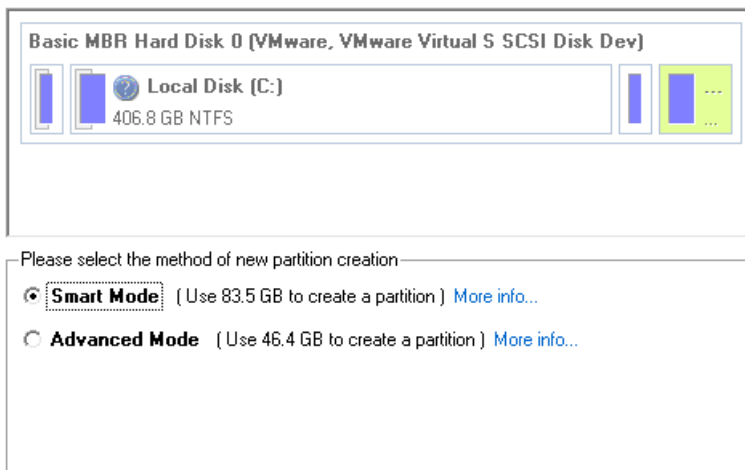 Basic MBR Hard Disk 0 (VMware, VMware Virtual S SCSI Disk Dev)
Local Disk (C:)
406.8 GB NTFS
...
...
Please select the method of new partition creation
Smart Mode ( Use 83.5 GB to create a partition ) More info...
Advanced Mode ( Use 46.4 GB to create a partition ) More info...